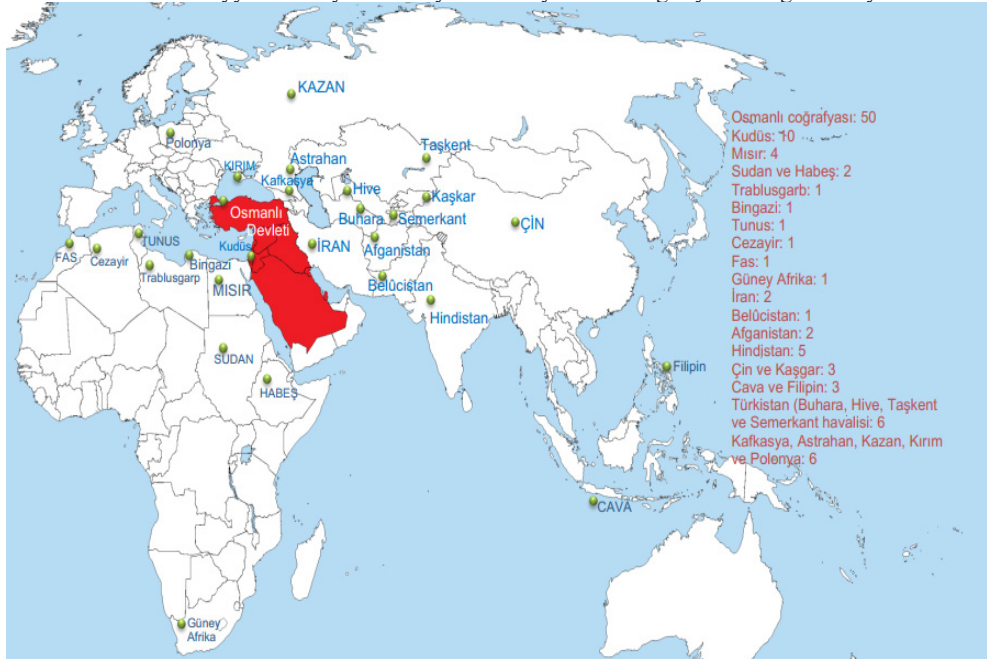 KAZAN
Polonya
KIRIM
Astrahan
Kafkasya
Taşkent
Hive
Kaşkar
Buhara
Semerkant
ÇİN
Osmanlı
Devleti
Kudüs
İRAN
Afganistan
Belûcistan
Hindistan
FAS
Cezayir
TUNUS
Trablusgarp
Bingazi
MISIR
SUDAN
HABEŞ
Filipin
CAVA
Güney
Afrika
Osmanlı coğrafyası: 50
Kudüs: 10
Mısır: 4
Sudan ve Habeş: 2
Trablusgarb: 1
Bingazi: 1
Tunus: 1
Cezayir: 1
Fas: 1
Güney Afrika: 1
İran: 2
Belûcistan: 1
Afganistan: 2
Hindistan: 5
Çin ve Kaşgar: 3
Cava ve Filipin: 3
Türkistan (Buhara, Hive, Taşkent
ve Semerkant havalisi: 6
Kafkasya, Astrahan, Kazan, Kırım
ve Polonya: 6